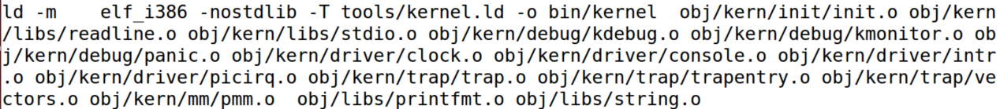 ld -m    elf_i386 -nostdlib -T tools/kernel.ld -o bin/kernel  obj/kern/init/init.o obj/kern
/libs/readline.o obj/kern/libs/stdio.o obj/kern/debug/kdebug.o obj/kern/debug/kmonitor.o ob
j/kern/debug/panic.o obj/kern/driver/clock.o obj/kern/driver/console.o obj/kern/driver/intr
.o obj/kern/driver/picirq.o obj/kern/trap/trap.o obj/kern/trap/trapentry.o obj/kern/trap/ve
ctors.o obj/kern/mm/pmm.o  obj/libs/printfmt.o obj/libs/string.o